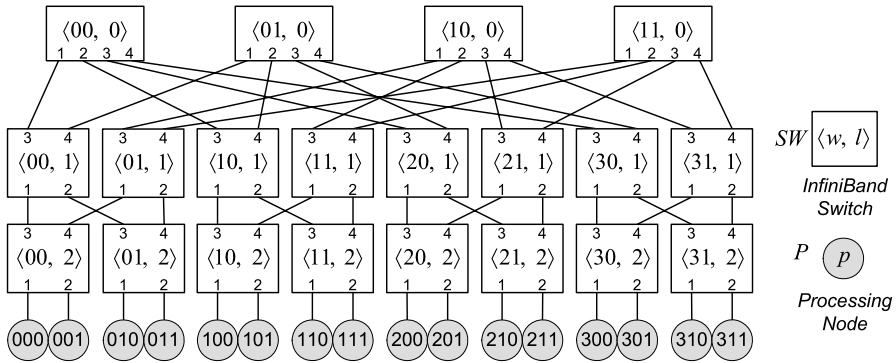 ⟨00, 0⟩ ⟨01, 0⟩ ⟨10, 0⟩ ⟨11, 0⟩
1 2 3 4 1 2 3 4 1 2 3 4 1 2 3 4
3 4 3 4 3 4 3 4 3 4 3 4 3 4 3 4
⟨00, 1⟩ ⟨01, 1⟩ ⟨10, 1⟩ ⟨11, 1⟩ ⟨20, 1⟩ ⟨21, 1⟩ ⟨30, 1⟩ ⟨31, 1⟩
1 2 1 2 1 2 1 2 1 2 1 2 1 2 1 2
3 4 3 4 3 4 3 4 3 4 3 4 3 4 3 4
⟨00, 2⟩ ⟨01, 2⟩ ⟨10, 2⟩ ⟨11, 2⟩ ⟨20, 2⟩ ⟨21, 2⟩ ⟨30, 2⟩ ⟨31, 2⟩
1 2 1 2 1 2 1 2 1 2 1 2 1 2 1 2
000 001 010 011 100 101 110 111 200 201 210 211 300 301 310 311
SW ⟨w, l⟩
InfiniBand
Switch
P p
Processing
Node